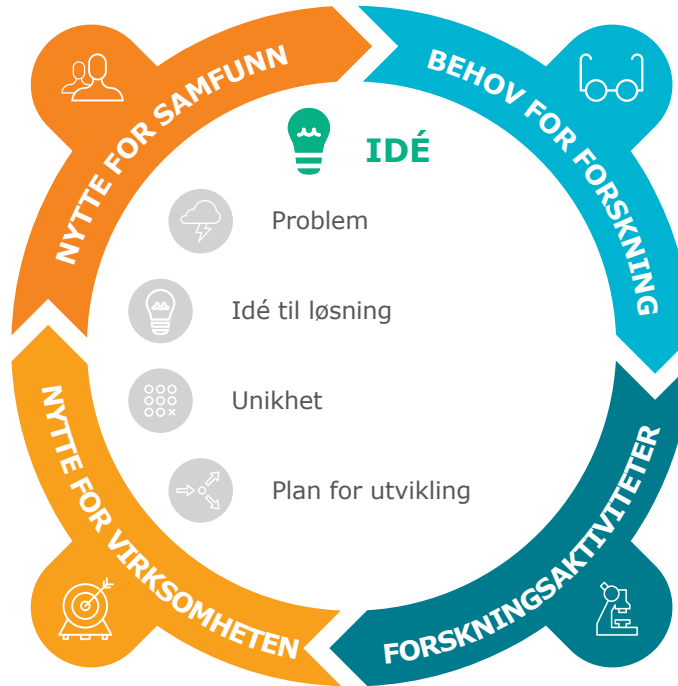 NYTTE FOR SAMFUNN
BEHOV FOR FORSKNING
IDÉ
Problem
Idé til løsning
Unikhet
Plan for utvikling
NYTTE FOR VIRKSOMHETEN
FORSKNINGSAKTIVITETER